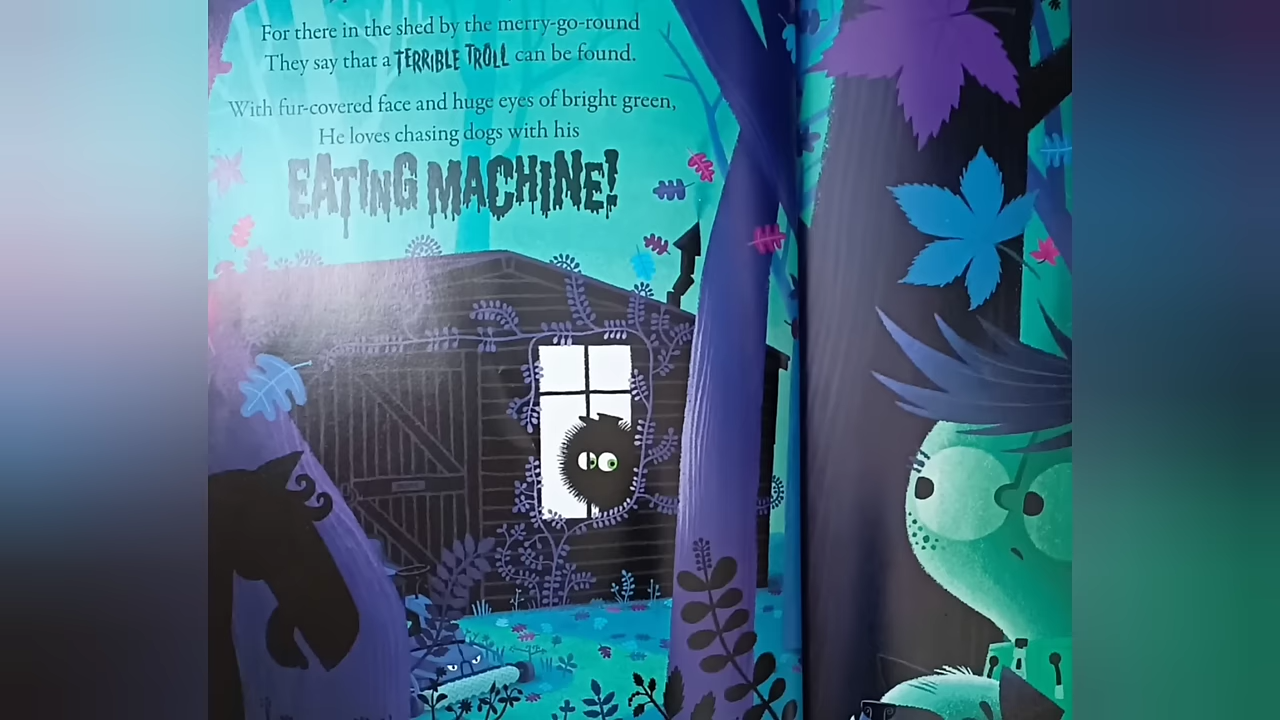 For there in the shed by the merry-go-round
They say that a TERRIBLE TROLL can be found.
With fur-covered face and huge eyes of bright green,
He loves chasing dogs with his
EATING MACHINE!